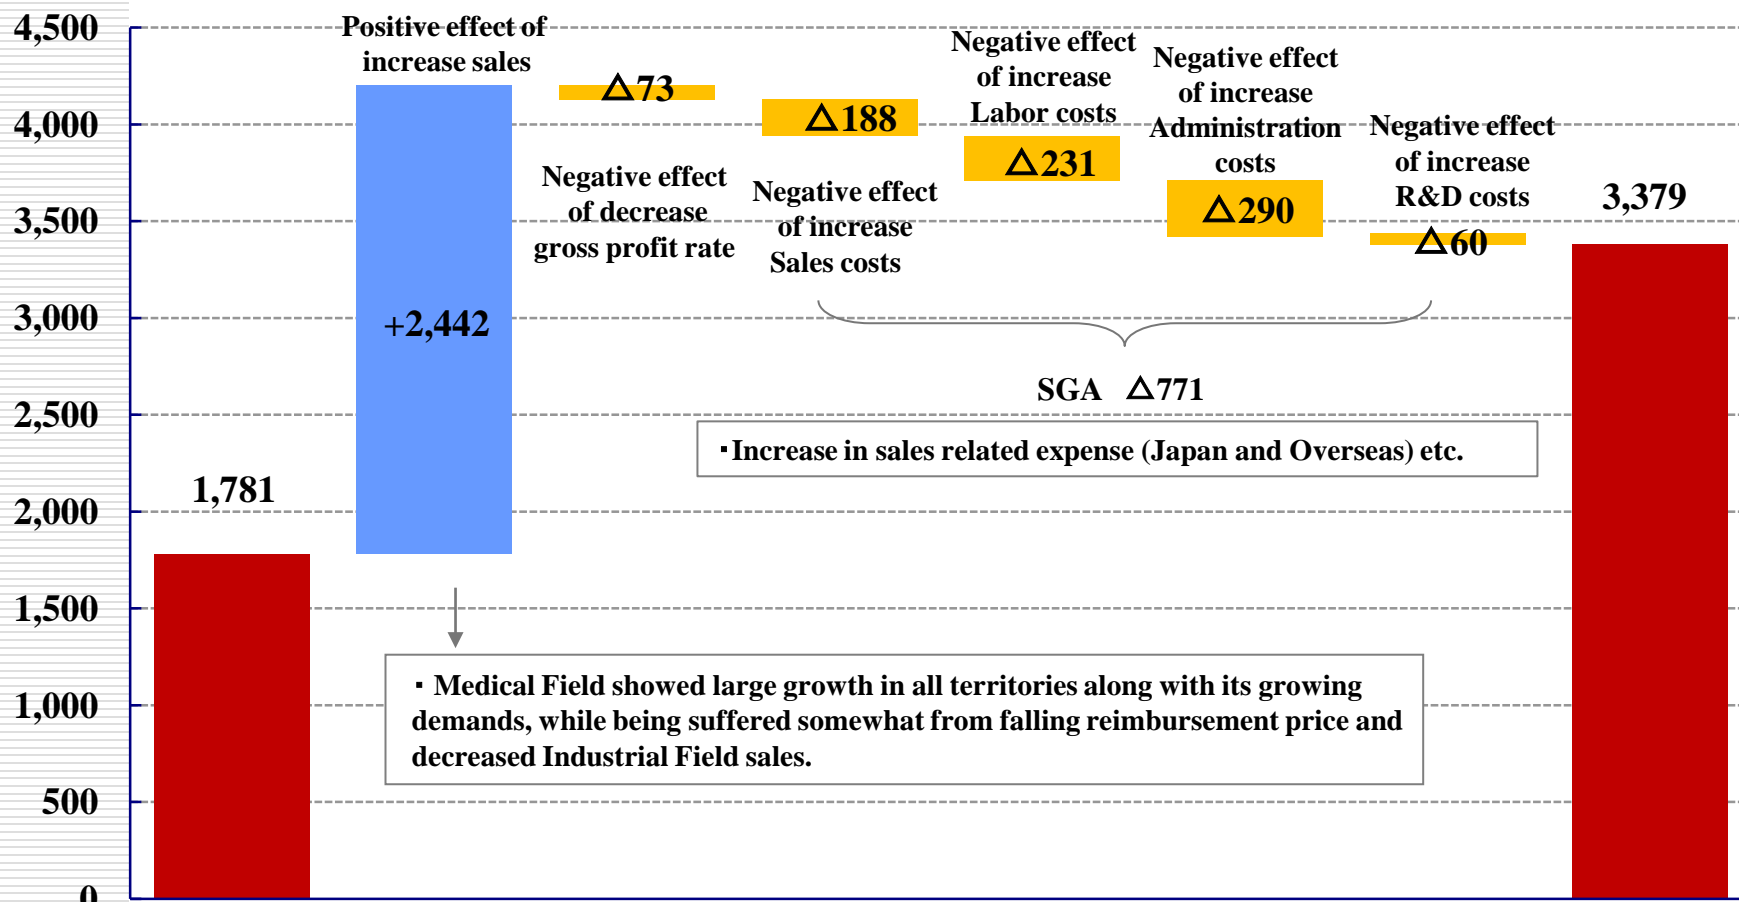 4,500
4,000
3,500
3,000
2,500
2,000
1,500
1,000
500
0
1,781
Positive effect of
increase sales
+2,442
△73
Negative effect
of decrease
gross profit rate
△188
Negative effect
of increase
Sales costs
Negative effect
of increase
Labor costs
△231
Negative effect
of increase
Administration
costs
△290
Negative effect
of increase
R&D costs
△60
3,379
SGA △771
・Increase in sales related expense (Japan and Overseas) etc.
・Medical Field showed large growth in all territories along with its growing
demands, while being suffered somewhat from falling reimbursement price and
decreased Industrial Field sales.